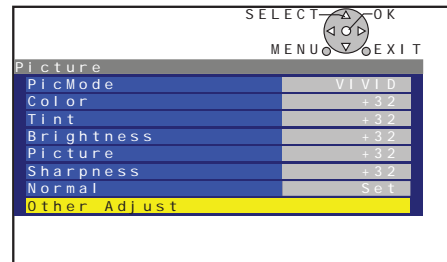 SELECT OK
MENU EXIT
Picture
PicMode VIVID
Color +32
Tint +32
Brightness +32
Picture +32
Sharpness +32
Normal Set
Other Adjust